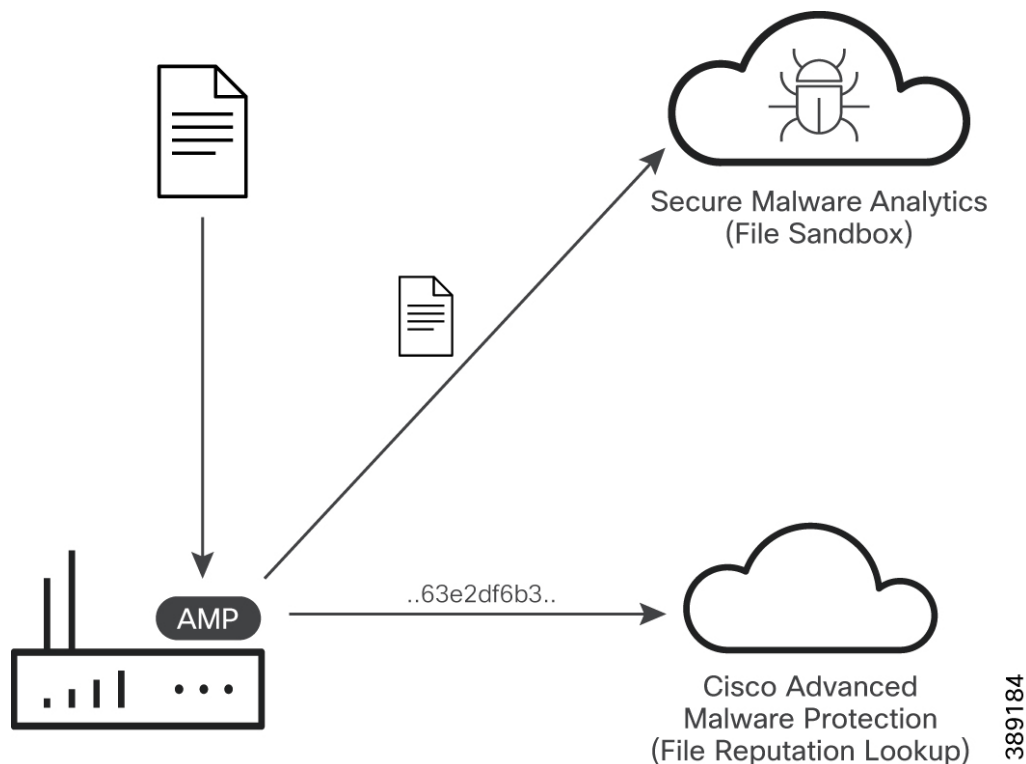 Secure Malware Analytics
(File Sandbox)
..63e2df6b3..
AMP
Cisco Advanced
Malware Protection
(File Reputation Lookup)
389184